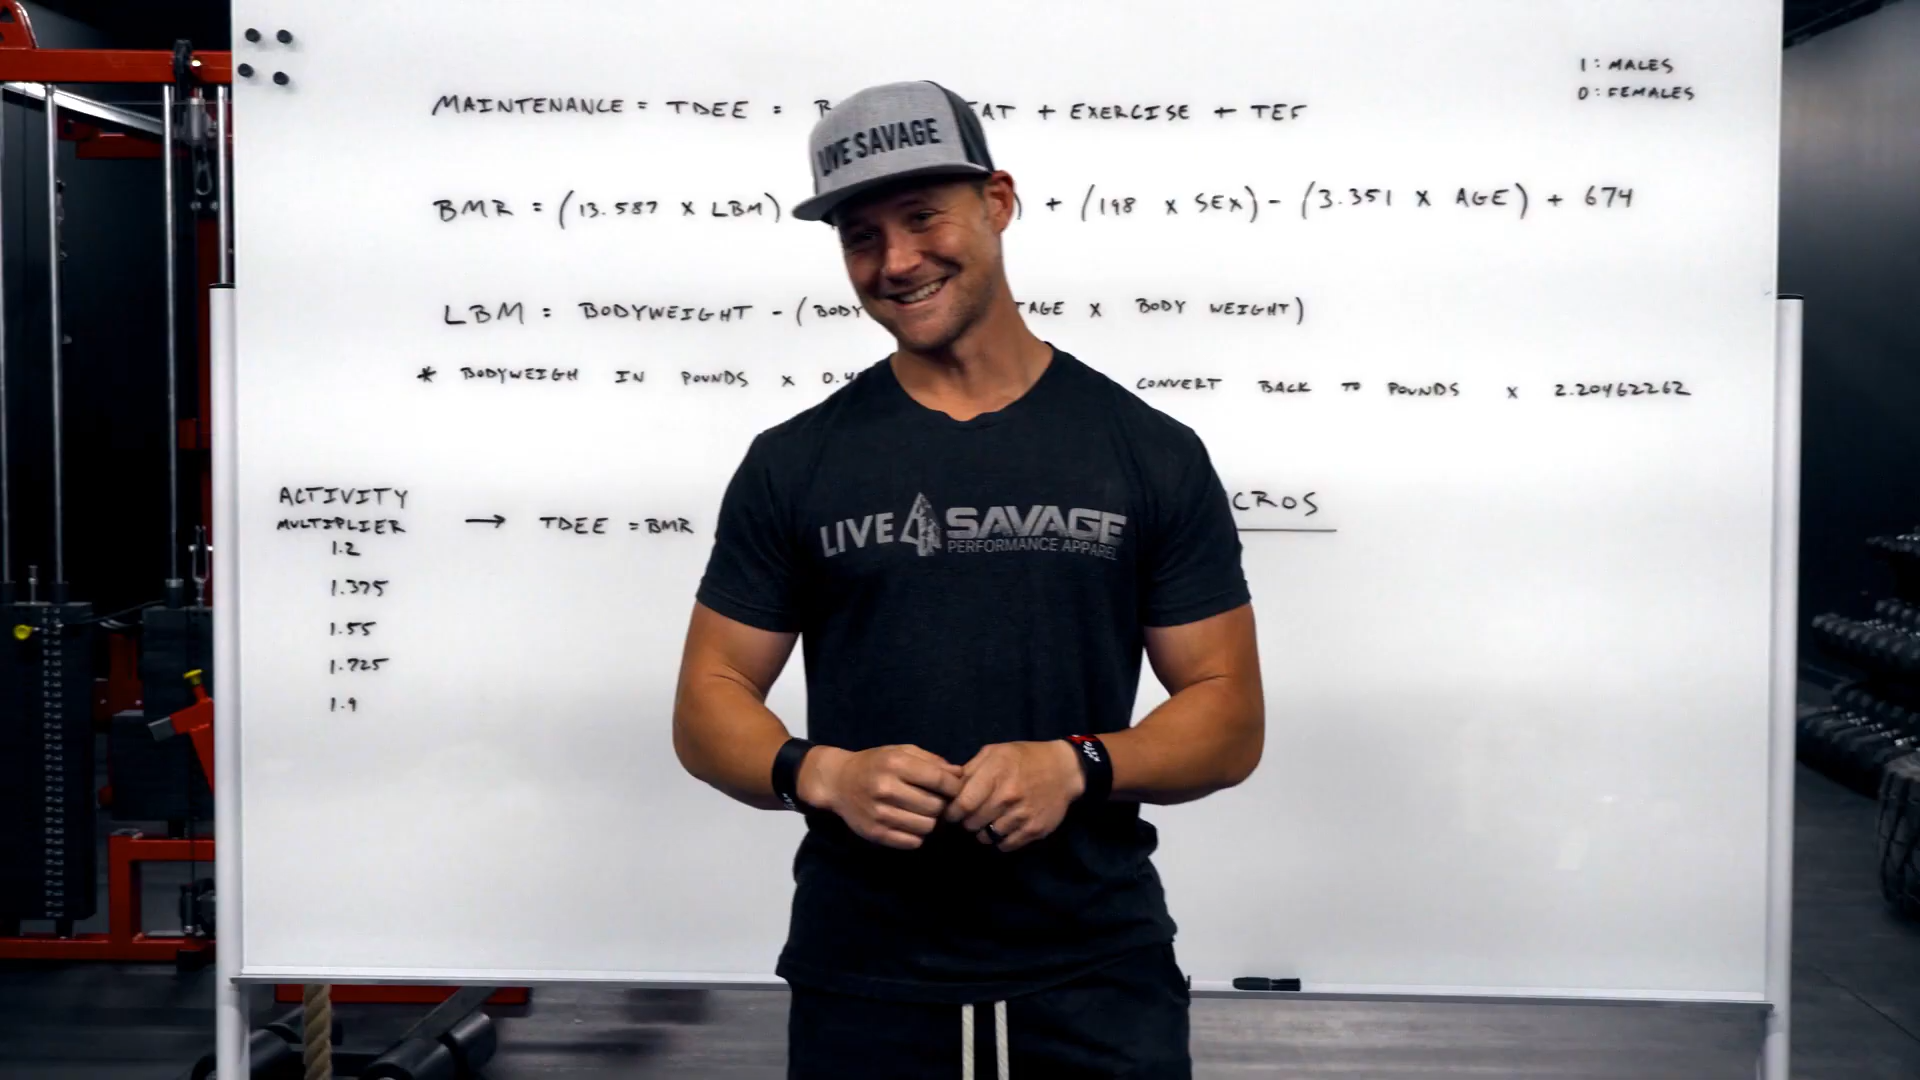 1: MALES
0: FEMALES
MAINTENANCE = TDEE = B AT + EXERCISE + TEF
BMR = (13.587 X LBM) ) + (198 X SEX) - (3.351 X AGE) + 674
LBM = BODYWEIGHT - (BODY TAGE X BODY WEIGHT)
* BODYWEIGH IN POUNDS X 0.4 CONVERT BACK TO POUNDS X 2.20462262
ACTIVITY
MULTIPLIER → TDEE = BMR
1.2
1.375
1.55
1.725
1.9
CROS
LIVE SAVAGE
LIVE SAVAGE
PERFORMANCE APPAREL